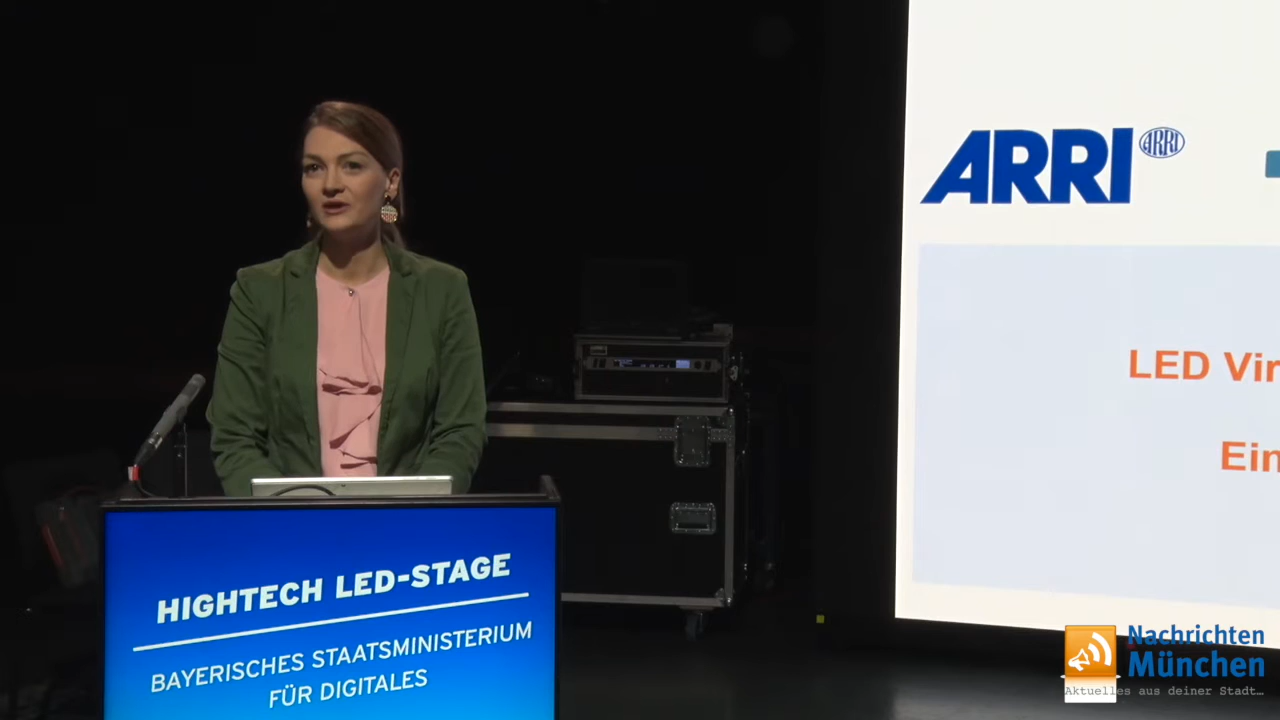 ARRI
ARRI
LED Vir
Ein
HIGHTECH LED-STAGE
BAYERISCHES STAATSMINISTERIUM
FÜR DIGITALES
Nachrichten
München
Aktuelles aus deiner Stadt…